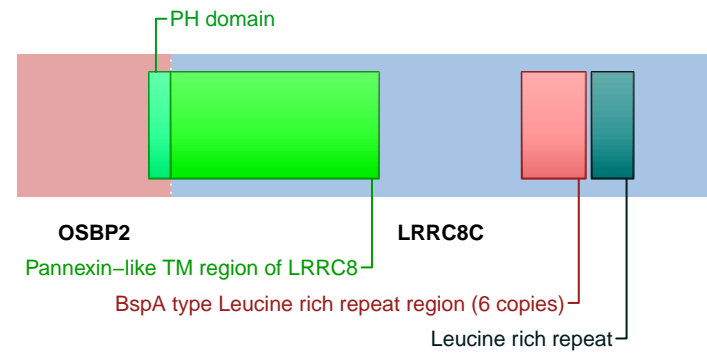 PH domain
OSBP2
LRRC8C
Pannexin−like TM region of LRRC8
BspA type Leucine rich repeat region (6 copies)
Leucine rich repeat